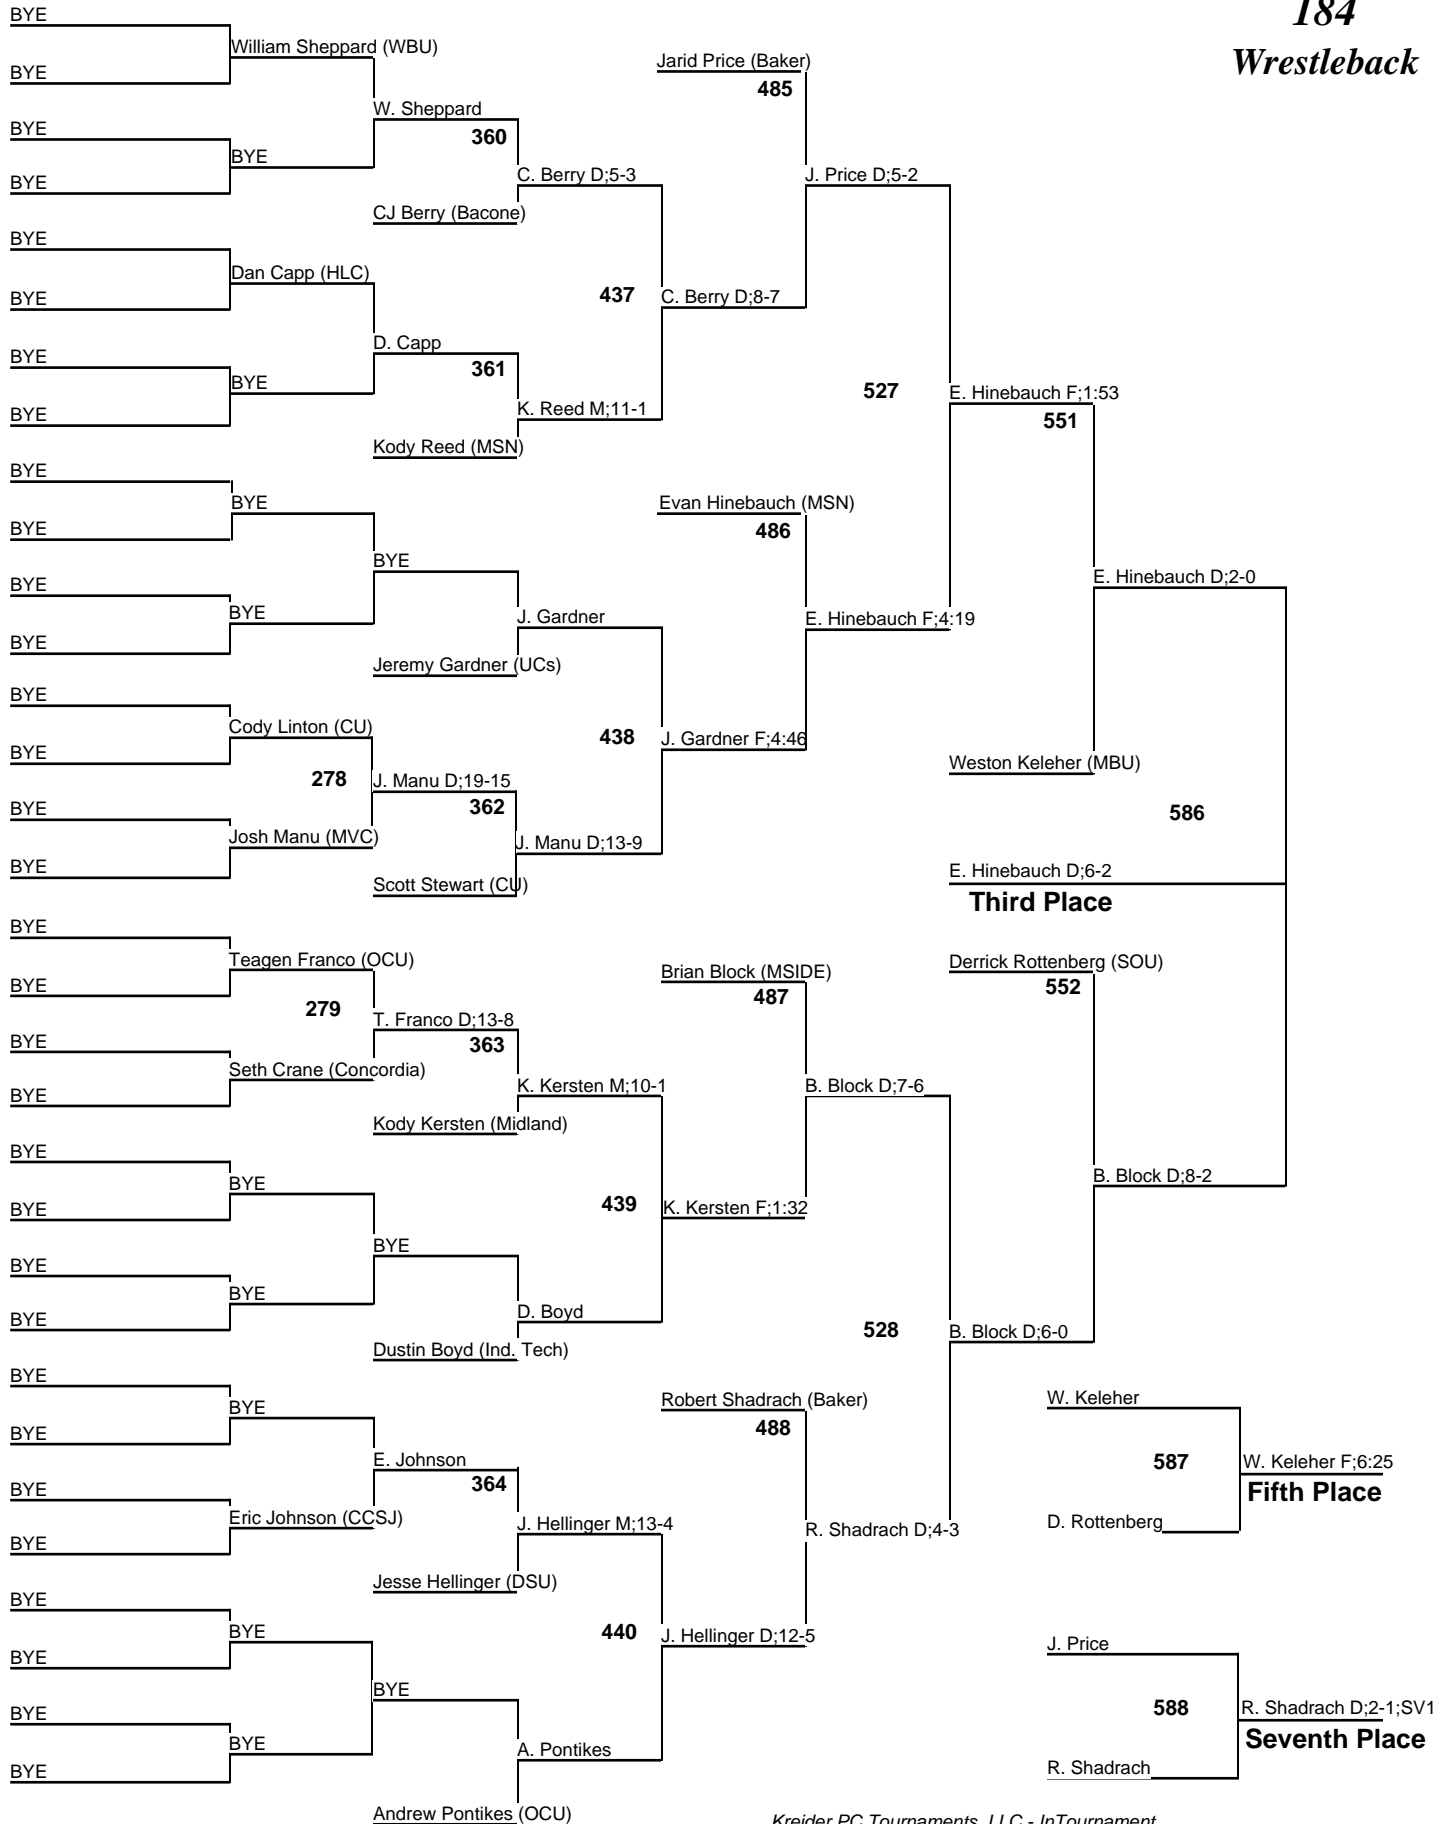 184
Wrestleback
BYE
William Sheppard (WBU)
BYE
Jarid Price (Baker)
485
W. Sheppard
360
BYE
BYE
BYE
C. Berry D;5-3
J. Price D;5-2
CJ Berry (Bacone)
BYE
Dan Capp (HLC)
BYE
437
C. Berry D;8-7
D. Capp
361
BYE
BYE
BYE
527
E. Hinebauch F;1:53
551
K. Reed M;11-1
Kody Reed (MSN)
BYE
BYE
BYE
Evan Hinebauch (MSN)
486
BYE
BYE
BYE
BYE
E. Hinebauch D;2-0
J. Gardner
E. Hinebauch F;4:19
Jeremy Gardner (UCs)
BYE
Cody Linton (CU)
BYE
438
J. Gardner F;4:46
278
J. Manu D;19-15
362
Weston Keleher (MBU)
586
BYE
Josh Manu (MVC)
BYE
J. Manu D;13-9
Scott Stewart (CU)
E. Hinebauch D;6-2
Third Place
BYE
Teagen Franco (OCU)
BYE
Brian Block (MSIDE)
487
Derrick Rottenberg (SOU)
552
279
T. Franco D;13-8
363
BYE
Seth Crane (Concordia)
BYE
K. Kersten M;10-1
B. Block D;7-6
Kody Kersten (Midland)
BYE
BYE
BYE
B. Block D;8-2
439
K. Kersten F;1:32
BYE
BYE
BYE
BYE
D. Boyd
528
B. Block D;6-0
Dustin Boyd (Ind. Tech)
BYE
BYE
BYE
Robert Shadrach (Baker)
488
W. Keleher
E. Johnson
364
587
W. Keleher F;6:25
Fifth Place
BYE
Eric Johnson (CCSJ)
BYE
J. Hellinger M;13-4
R. Shadrach D;4-3
D. Rottenberg
Jesse Hellinger (DSU)
BYE
BYE
BYE
440
J. Hellinger D;12-5
J. Price
BYE
588
R. Shadrach D;2-1;SV1
Seventh Place
BYE
BYE
BYE
A. Pontikes
R. Shadrach
Andrew Pontikes (OCU)
Kreider PC Tournaments, LLC - InTournament